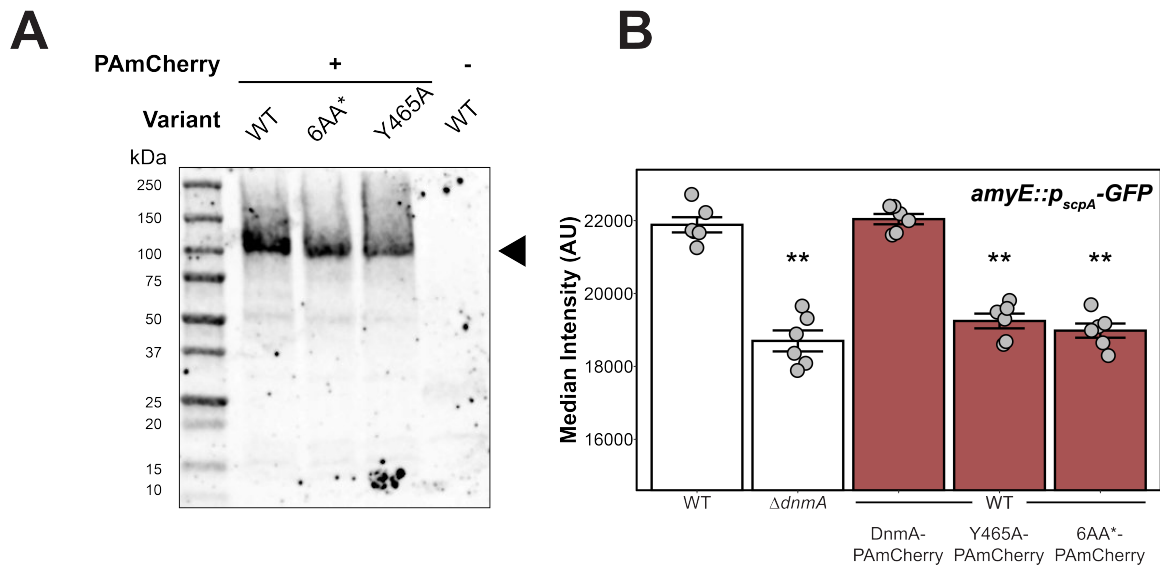 A
PAmCherry + -
Variant WT 6AA* Y465A WT
kDa
250
150
100
75
50
37
25
20
15
10
B
amyE::pscpA-GFP
Median Intensity (AU)
22000
20000
18000
16000
** ** **
WT ΔdnmA WT
DnmA- Y465A- 6AA*-
PAmCherry PAmCherry PAmCherry